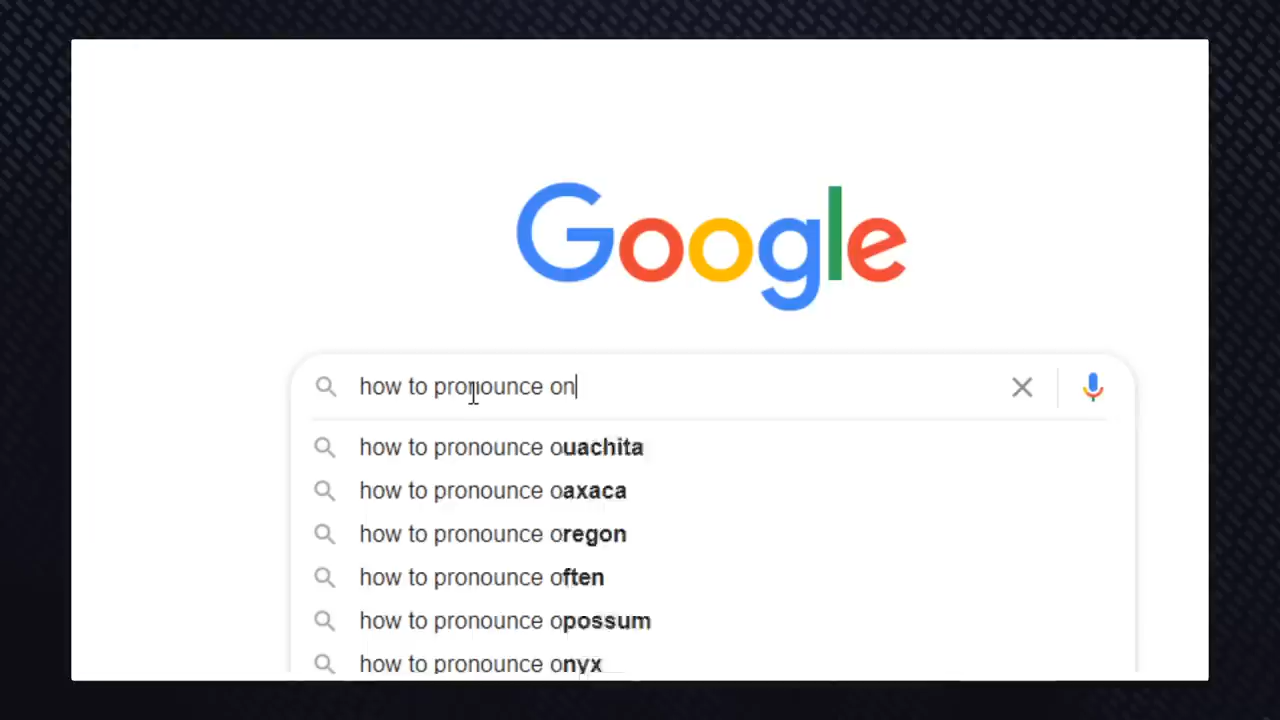 Google
how to pronounce on
how to pronounce ouachita
how to pronounce oaxaca
how to pronounce oregon
how to pronounce often
how to pronounce opossum
how to pronounce onyx